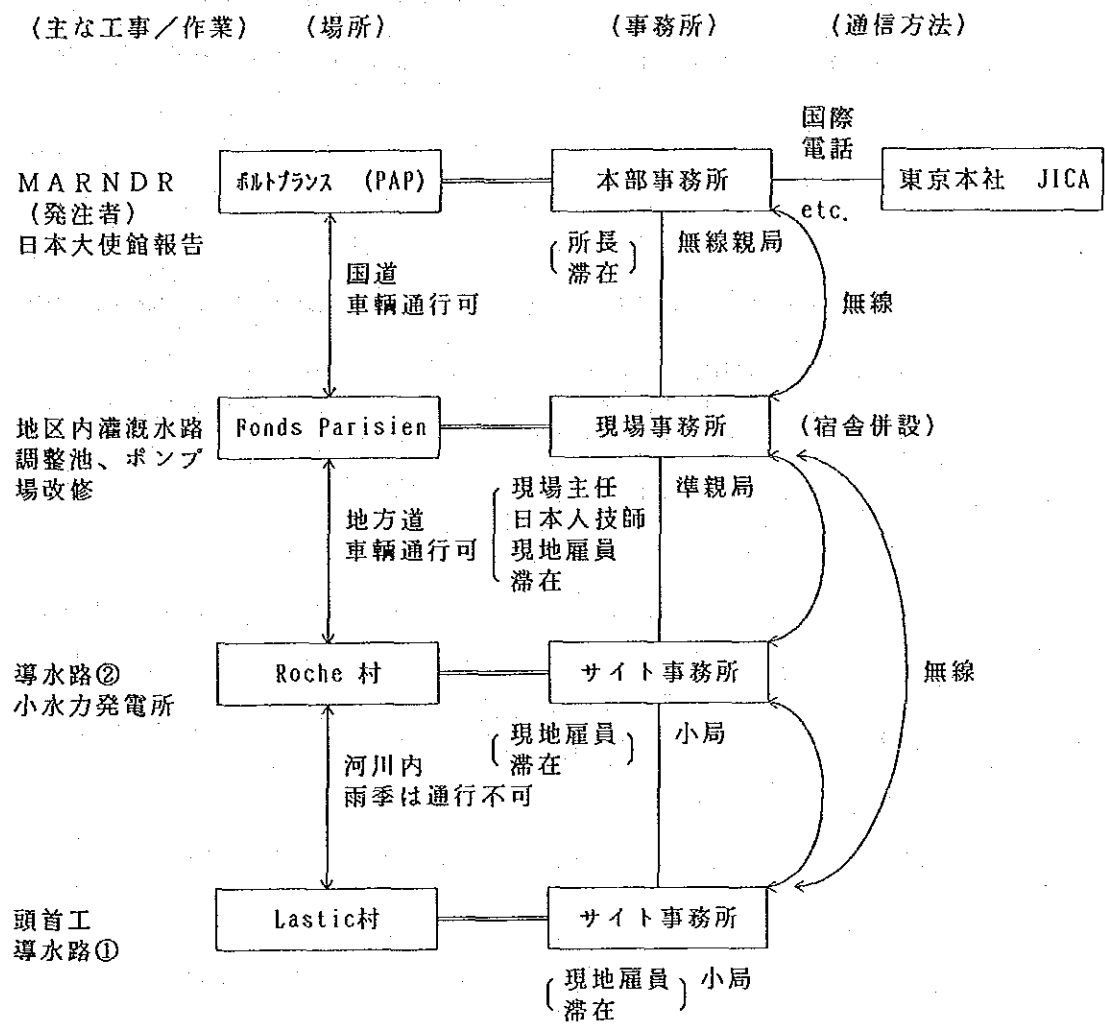 (主な工事／作業) (場所) (事務所) (通信方法)
国際
電話
etc.
MARNDR
(発注者)
日本大使館報告
ポルトプランス (PAP)
本部事務所
東京本社 JICA
所長
滞在
無線親局
国道
車輌通行可
無線
地区内灌漑水路
調整池、ポンプ
場改修
Fonds Parisien
現場事務所
(宿舎併設)
地方道
車輌通行可
現場主任
日本人技師
現地雇員
滞在
準親局
導水路②
小水力発電所
Roche 村
サイト事務所
無線
河川内
雨季は通行不可
現地雇員
滞在
小局
頭首工
導水路①
Lastic村
サイト事務所
現地雇員
滞在
小局